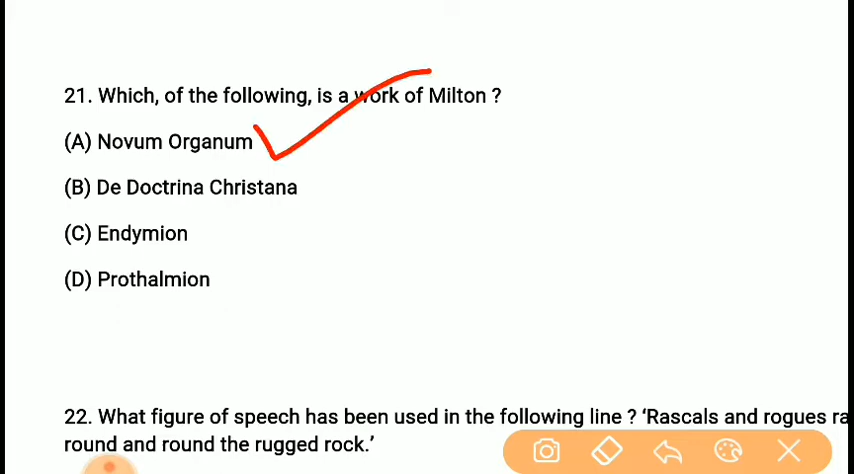 21. Which, of the following, is a work of Milton ?
(A) Novum Organum
(B) De Doctrina Christana
(C) Endymion
(D) Prothalmion
22. What figure of speech has been used in the following line ? ‘Rascals and rogues ra
round and round the rugged rock.’